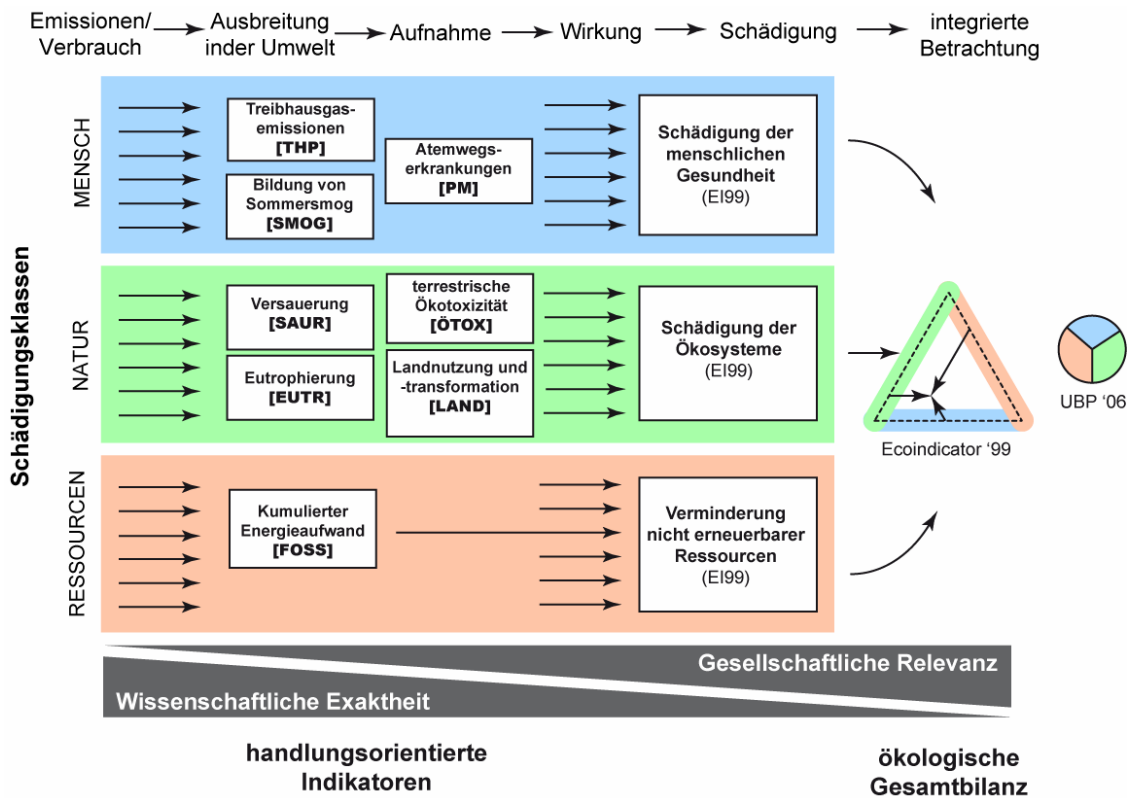 Emissionen/
Verbrauch
Ausbreitung
inder Umwelt
Aufnahme
Wirkung
Schädigung
integrierte
Betrachtung
Schädigungsklassen
MENSCH
Treibhausgas-
emissionen
[THP]
Bildung von
Sommersmog
[SMOG]
Atemwegs-
erkrankungen
[PM]
Schädigung der
menschlichen
Gesundheit
(EI99)
NATUR
Versauerung
[SAUR]
Eutrophierung
[EUTR]
terrestrische
Ökotoxizität
[ÖTOX]
Landnutzung und
-transformation
[LAND]
Schädigung der
Ökosysteme
(EI99)
Ecoindicator ‘99
UBP ‘06
RESSOURCEN
Kumulierter
Energieaufwand
[FOSS]
Verminderung
nicht erneuerbarer
Ressourcen
(EI99)
Gesellschaftliche Relevanz
Wissenschaftliche Exaktheit
handlungsorientierte
Indikatoren
ökologische
Gesamtbilanz